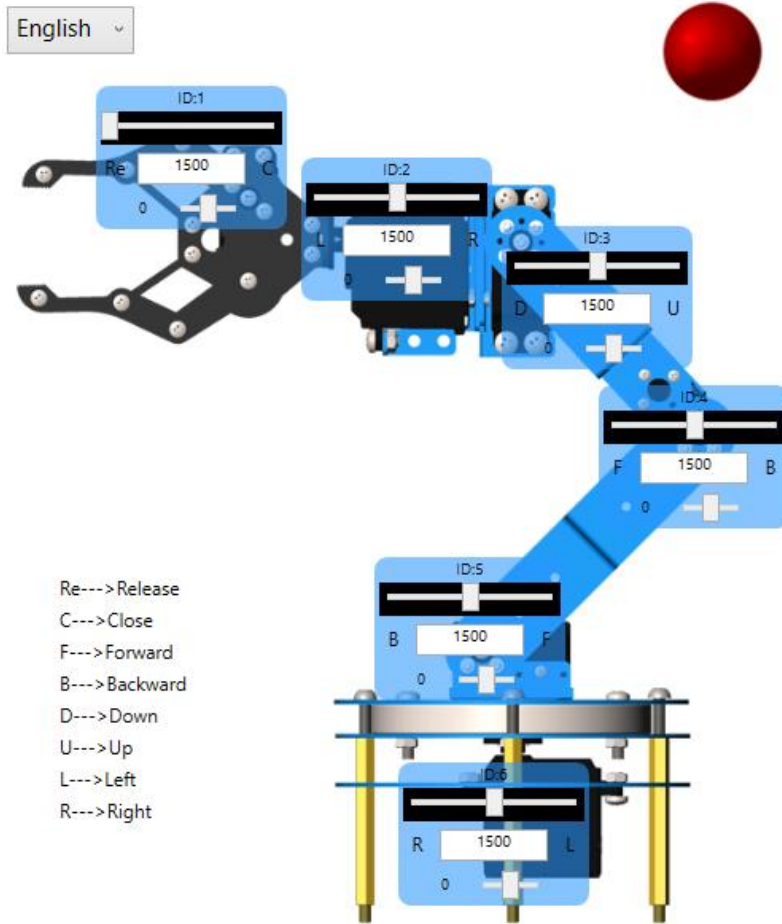 English
ID:1
Re 1500 C
0
ID:2
L 1500 R
0
ID:3
D 1500 U
0
ID:4
F 1500 B
0
ID:5
B 1500 F
0
ID:6
R 1500 L
0
Re--->Release
C--->Close
F--->Forward
B--->Backward
D--->Down
U--->Up
L--->Left
R--->Right